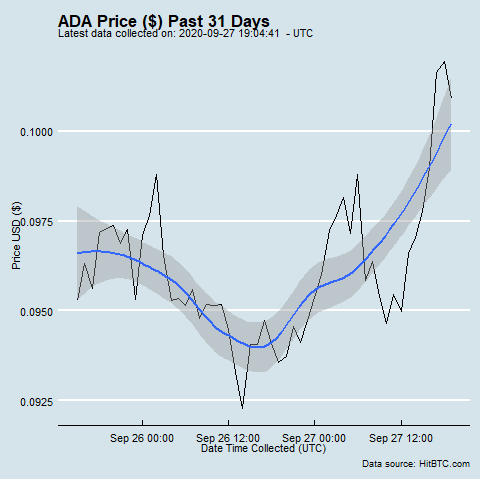 ADA Price ($) Past 31 Days
Latest data collected on: 2020-09-27 19:04:41 - UTC
Price USD ($)
0.1000
0.0975
0.0950
0.0925
Sep 26 00:00 Sep 26 12:00 Sep 27 00:00 Sep 27 12:00
Date Time Collected (UTC)
Data source: HitBTC.com